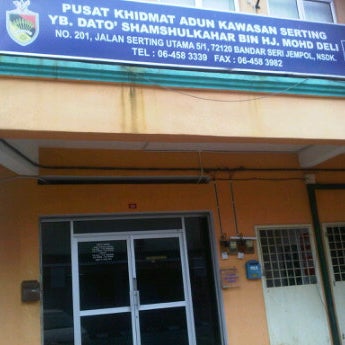 PUSAT KHIDMAT ADUN KAWASAN SERTING
YB. DATO' SHAMSHULKAHAR BIN HJ. MOHD DELI
NO. 201, JALAN SERTING UTAMA 5/1, 72120 BANDAR SERI JEMPOL, NSDK.
TEL : 06-458 3339 FAX : 06-458 3982